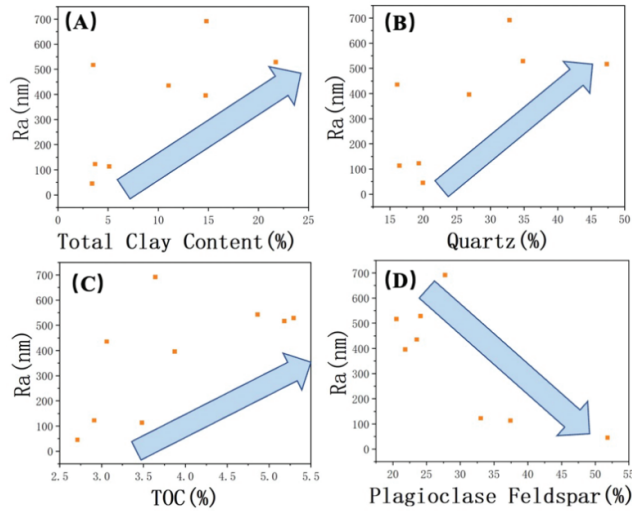 (A)
Ra(nm)
700
600
500
400
300
200
100
0
0 5 10 15 20 25
Total Clay Content(%)
(B)
Ra(nm)
700
600
500
400
300
200
100
0
15 20 25 30 35 40 45 50
Quartz(%)
(C)
Ra(nm)
700
600
500
400
300
200
100
0
2.5 3.0 3.5 4.0 4.5 5.0 5.5
TOC(%)
(D)
Ra(nm)
700
600
500
400
300
200
100
0
20 25 30 35 40 45 50 55
Plagioclase Feldspar(%)